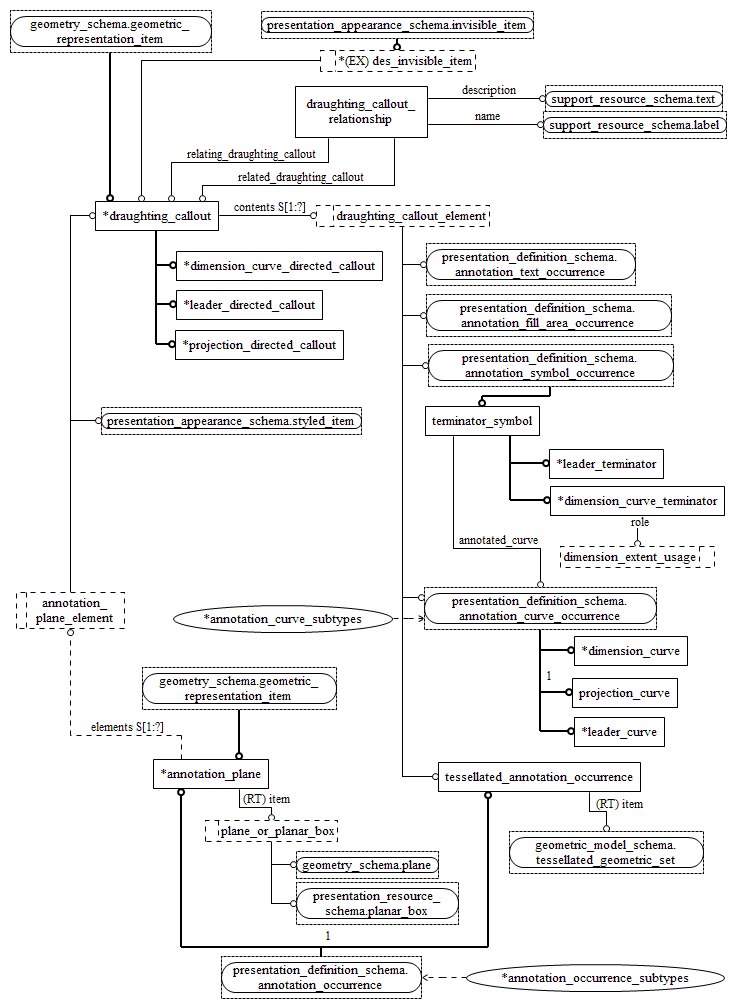 geometry_schema.geometric_
representation_item
presentation_appearance_schema.invisible_item
*(EX) des_invisible_item
draughting_callout_
relationship
description
support_resource_schema.text
name
support_resource_schema.label
relating_draughting_callout
related_draughting_callout
*draughting_callout
contents S[1:?]
draughting_callout_element
*dimension_curve_directed_callout
*leader_directed_callout
*projection_directed_callout
presentation_definition_schema.
annotation_text_occurrence
presentation_definition_schema.
annotation_fill_area_occurrence
presentation_definition_schema.
annotation_symbol_occurrence
presentation_appearance_schema.styled_item
terminator_symbol
*leader_terminator
*dimension_curve_terminator
role
dimension_extent_usage
annotated_curve
annotation_
plane_element
*annotation_curve_subtypes
presentation_definition_schema.
annotation_curve_occurrence
*dimension_curve
1
projection_curve
*leader_curve
geometry_schema.geometric_
representation_item
elements S[1:?]
*annotation_plane
(RT) item
plane_or_planar_box
geometry_schema.plane
presentation_resource_
schema.planar_box
tessellated_annotation_occurrence
(RT) item
geometric_model_schema.
tessellated_geometric_set
1
presentation_definition_schema.
annotation_occurrence
*annotation_occurrence_subtypes